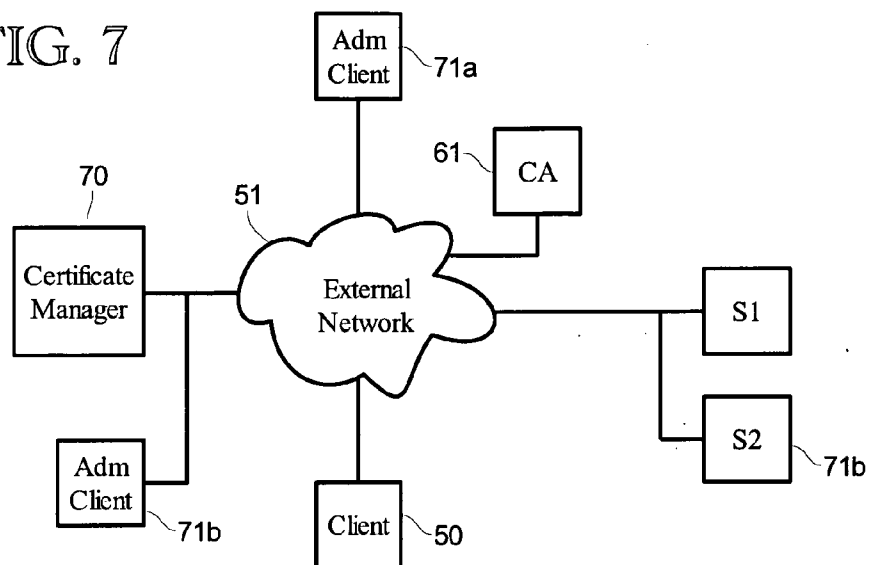 FIG. 7
Adm
Client
71a
61
CA
70
51
Certificate
Manager
External
Network
S1
S2
71b
Adm
Client
71b
Client
50